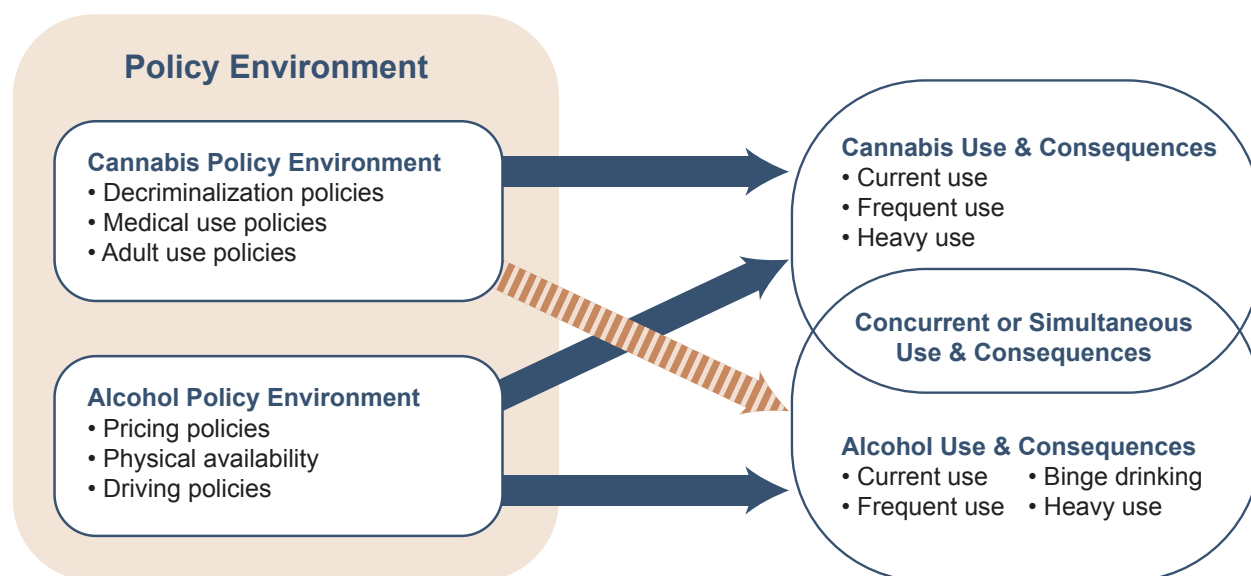 Policy Environment
Cannabis Policy Environment
• Decriminalization policies
• Medical use policies
• Adult use policies
Alcohol Policy Environment
• Pricing policies
• Physical availability
• Driving policies
Cannabis Use & Consequences
• Current use
• Frequent use
• Heavy use
Concurrent or Simultaneous
Use & Consequences
Alcohol Use & Consequences
• Current use • Binge drinking
• Frequent use • Heavy use